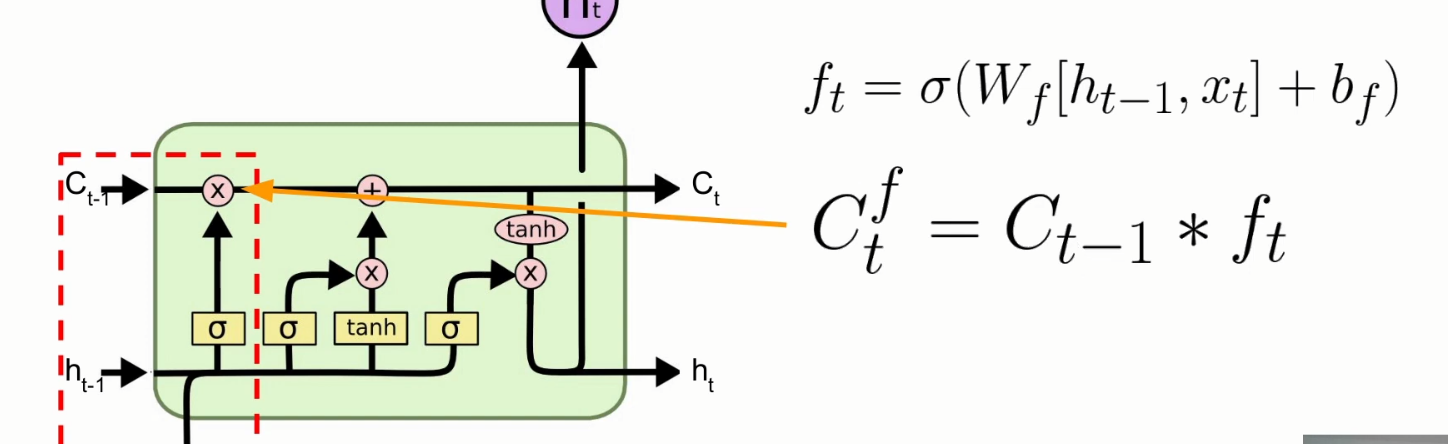 h_t
f_t = σ(W_f[h_{t−1}, x_t] + b_f)
C_{t-1} x + C_t
C_t^f = C_{t−1} * f_t
tanh
x x
σ σ tanh σ
h_{t-1} h_t